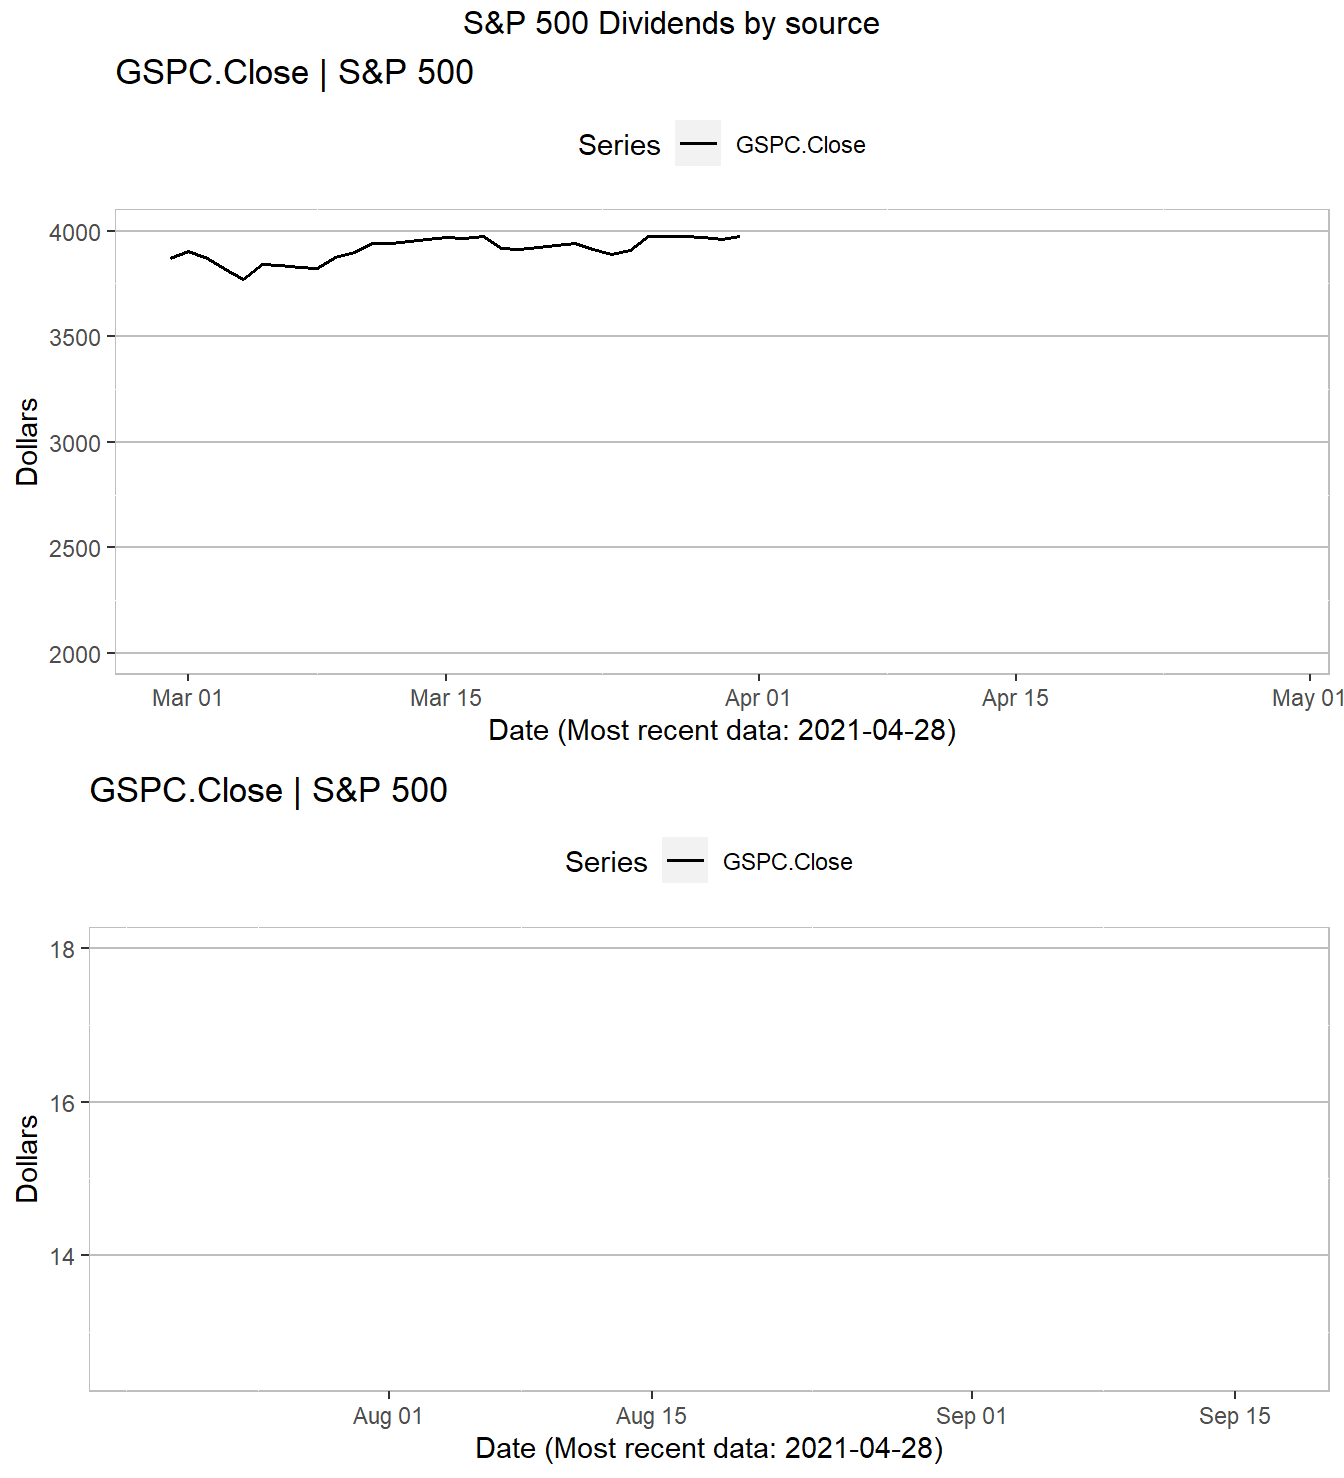 S&P 500 Dividends by source
GSPC.Close | S&P 500
Series GSPC.Close
4000
3500
3000
2500
2000
Dollars
Mar 01 Mar 15 Apr 01 Apr 15 May 01
Date (Most recent data: 2021-04-28)
GSPC.Close | S&P 500
Series GSPC.Close
18
16
14
Dollars
Aug 01 Aug 15 Sep 01 Sep 15
Date (Most recent data: 2021-04-28)